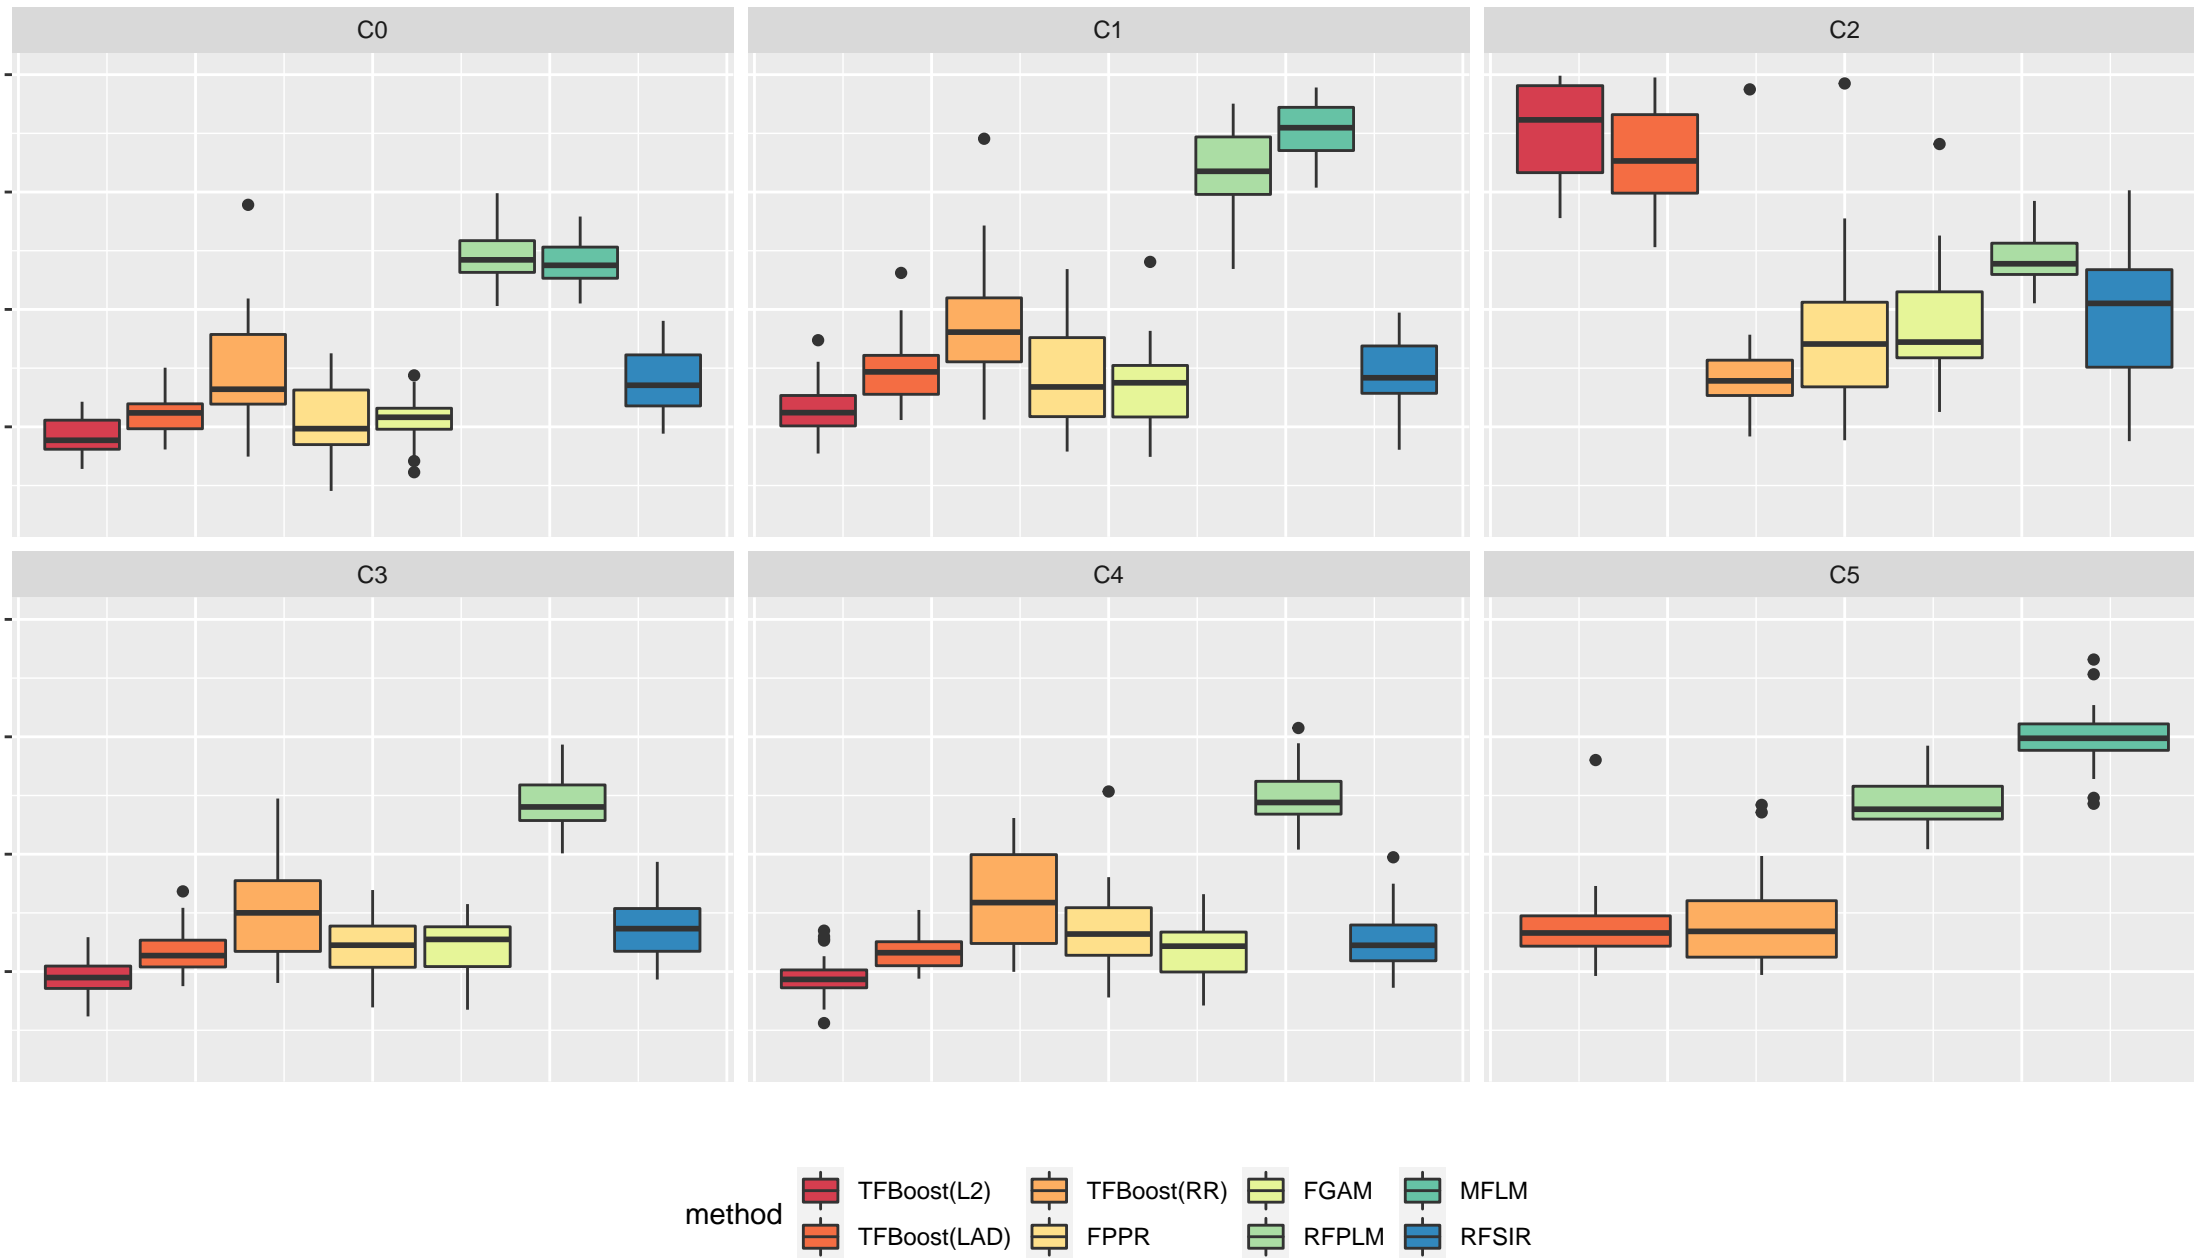 C0 C1 C2
C3 C4 C5
method
TFBoost(L2) TFBoost(RR) FGAM MFLM
TFBoost(LAD) FPPR RFPLM RFSIR